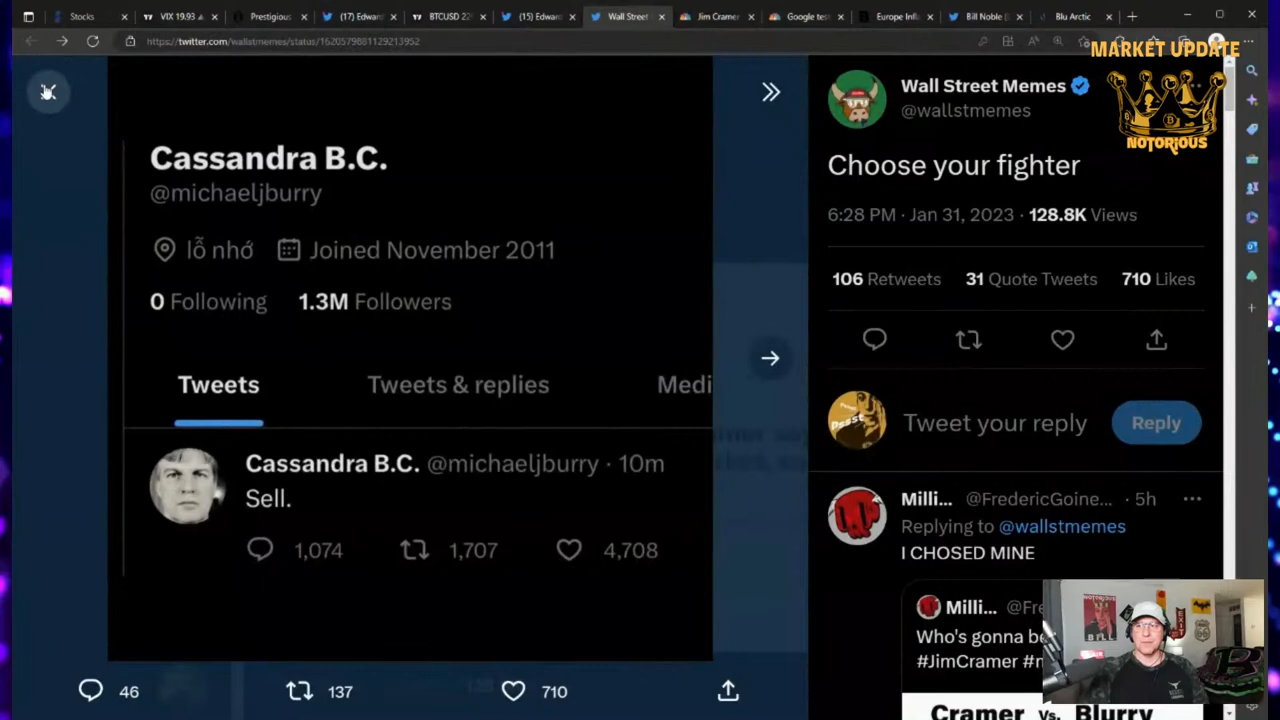 Stocks
VIX 19.93
Prestigious
(17) Edward
BTCUSD
(15) Edward
Wall Street
Jim Cramer
Google
Europe Infla
Bill Noble
Blu Arctic
https://twitter.com/wallstmemes/status/1620579881129213952
MARKET UPDATE
NOTORIOUS
Cassandra B.C.
@michaeljburry
lỗ nhớ Joined November 2011
0 Following 1.3M Followers
Tweets Tweets & replies Medi
Cassandra B.C. @michaeljburry · 10m
Sell.
1,074 1,707 4,708
46 137 710
Wall Street Memes
@wallstmemes
Choose your fighter
6:28 PM · Jan 31, 2023 · 128.8K Views
106 Retweets 31 Quote Tweets 710 Likes
Tweet your reply Reply
Milli... @FredericGoine... · 5h
Replying to @wallstmemes
I CHOSED MINE
Milli... @Fre
Who's gonna be
#JimCramer
Cramer Vs. Blurry
BILL
EXIT